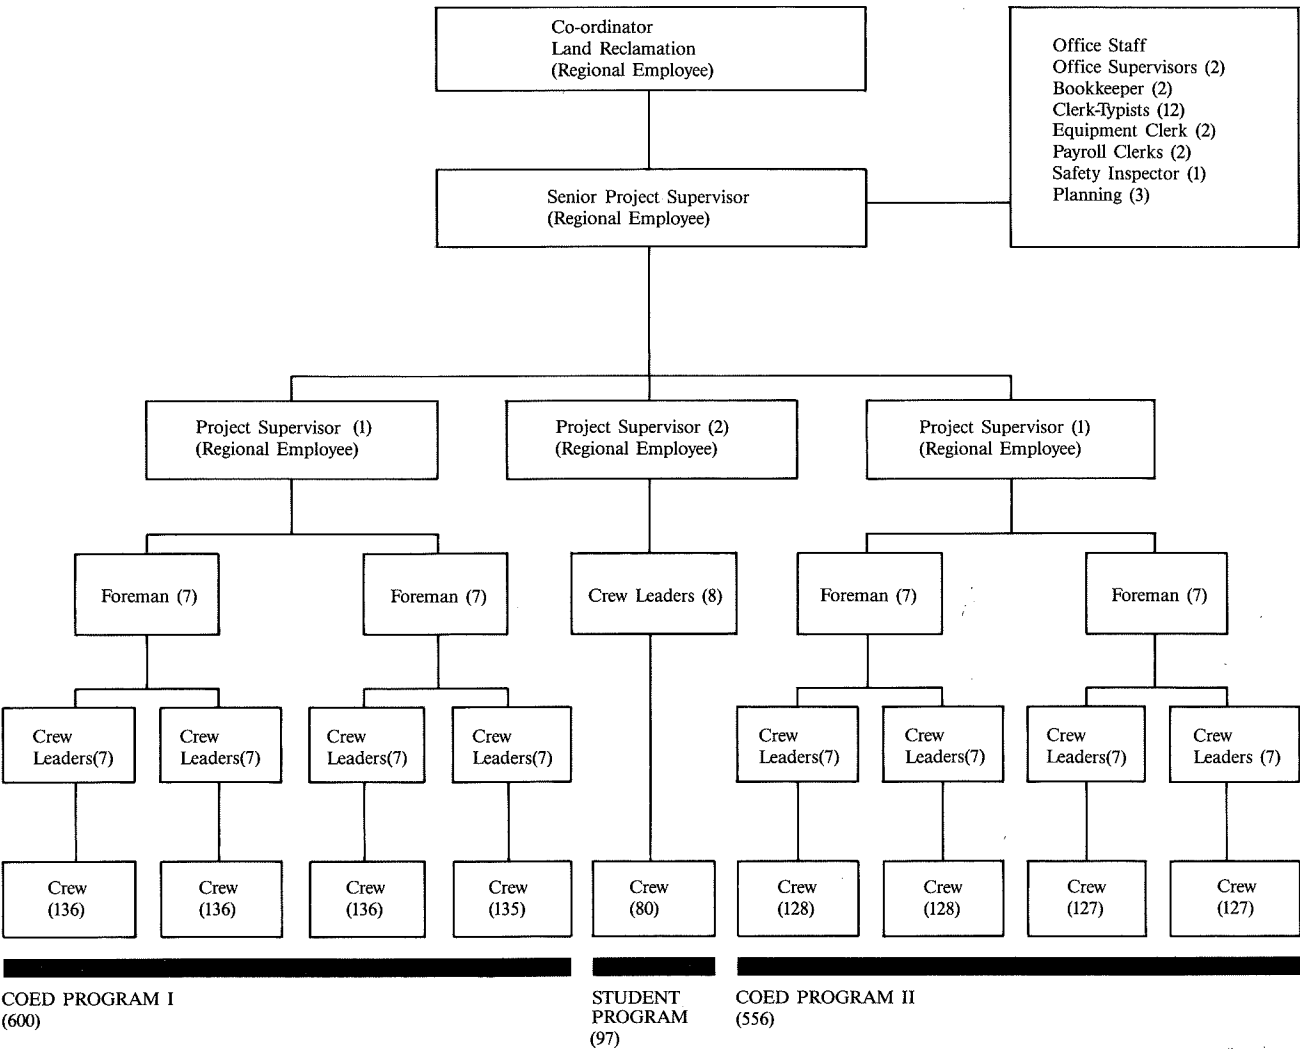 Co-ordinator
Land Reclamation
(Regional Employee)
Office Staff
Office Supervisors (2)
Bookkeeper (2)
Clerk-Typists (12)
Equipment Clerk (2)
Payroll Clerks (2)
Safety Inspector (1)
Planning (3)
Senior Project Supervisor
(Regional Employee)
Project Supervisor (1)
(Regional Employee)
Project Supervisor (2)
(Regional Employee)
Project Supervisor (1)
(Regional Employee)
Foreman (7)
Foreman (7)
Crew Leaders (8)
Foreman (7)
Foreman (7)
Crew
Leaders(7)
Crew
Leaders(7)
Crew
Leaders(7)
Crew
Leaders(7)
Crew
Leaders(7)
Crew
Leaders(7)
Crew
Leaders(7)
Crew
Leaders (7)
Crew
(136)
Crew
(136)
Crew
(136)
Crew
(135)
Crew
(80)
Crew
(128)
Crew
(128)
Crew
(127)
Crew
(127)
COED PROGRAM I
(600)
STUDENT
PROGRAM
(97)
COED PROGRAM II
(556)